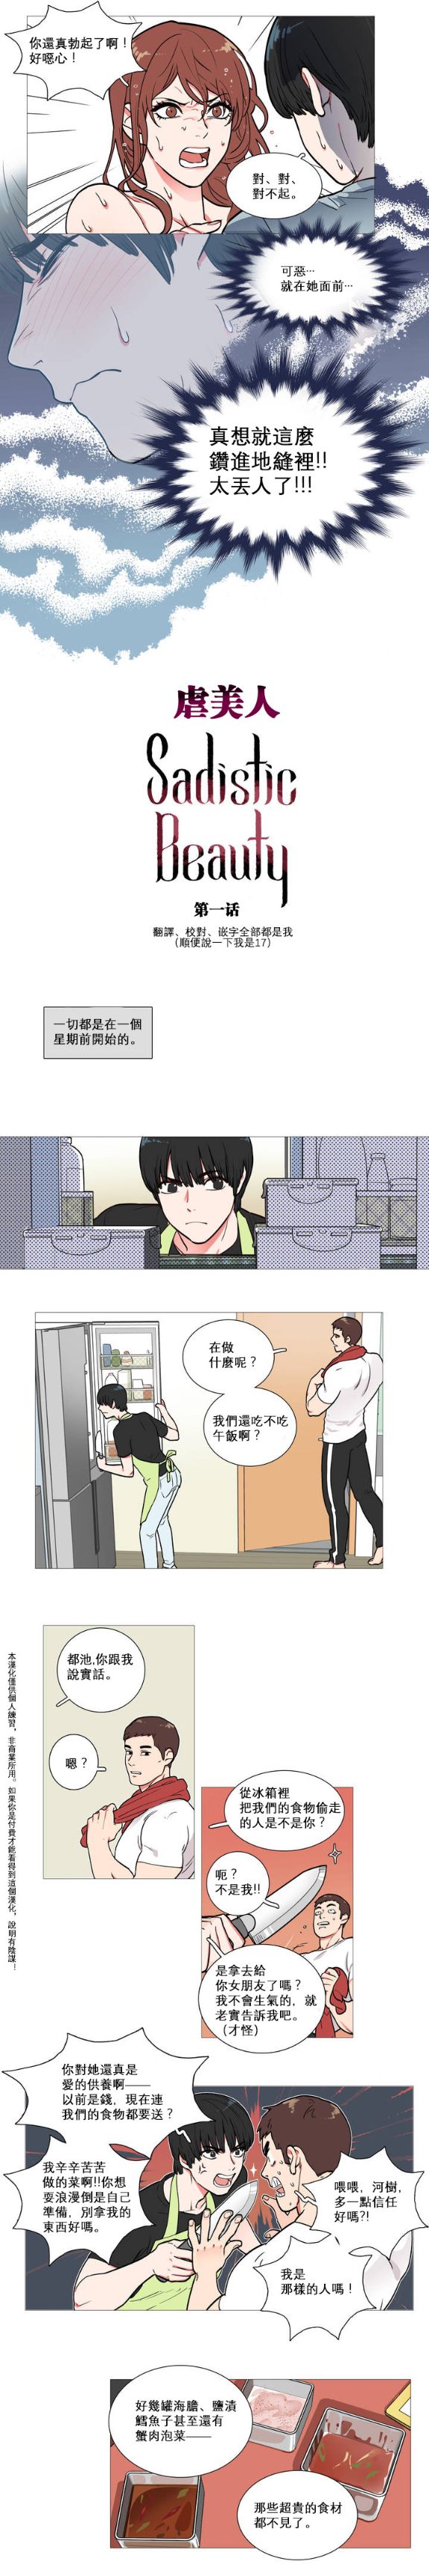 你還真勃起了啊！
好噁心！
對、對、
對不起。
可惡…
就在她面前…
真想就這麼
鑽進地縫裡!!
太丟人了!!!
虐美人
Sadistic
Beauty
第一话
翻譯、校對、嵌字全部都是我
(順便說一下我是17)
一切都是在一個
星期前開始的。
在做
什麼呢？
我們還吃不吃
午飯啊？
本漢化僅供個人練習，非商業所用。如果你是付費才能看得到這個漢化，說明有陰謀！
都池,你跟我
說實話。
嗯？
從冰箱裡
把我們的食物偷走
的人是不是你？
呃？
不是我!!
是拿去給
你女朋友了嗎？
我不會生氣的，就
老實告訴我吧。
(才怪)
你對她還真是
愛的供養啊——
以前是錢，現在連
我們的食物都要送？
我辛辛苦苦
做的菜啊!!你想
耍浪漫倒是自己
準備，別拿我的
東西好嗎。
喂喂，河樹，
多一點信任
好嗎?!
我是
那樣的人嗎！
好幾罐海膽、鹽漬
鱈魚子甚至還有
蟹肉泡菜——
那些超貴的食材
都不見了。